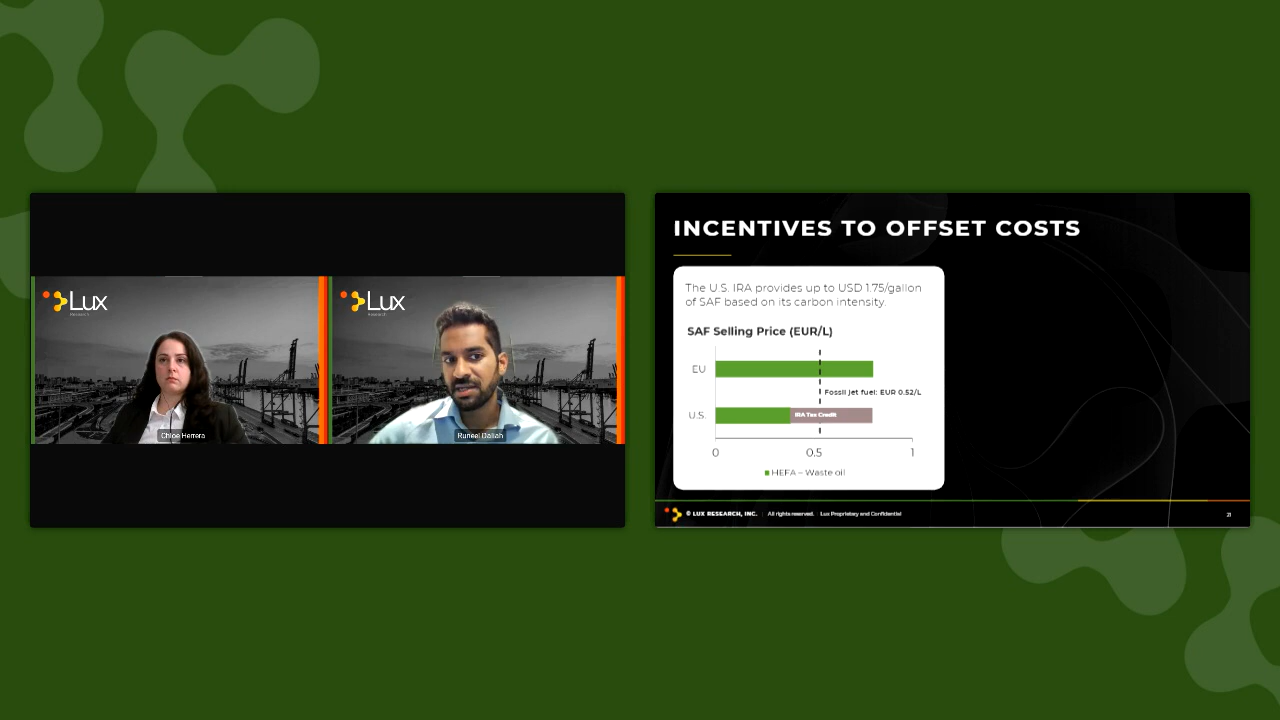 Lux
Research
Chloe Herrera
Lux
Research
Runeel Daliah
INCENTIVES TO OFFSET COSTS
The U.S. IRA provides up to USD 1.75/gallon
of SAF based on its carbon intensity.
SAF Selling Price (EUR/L)
EU
Fossil jet fuel: EUR 0.52/L
U.S.
IRA Tax Credit
0
0.5
1
HEFA – Waste oil
© LUX RESEARCH, INC. | All rights reserved. Lux Proprietary and Confidential
21